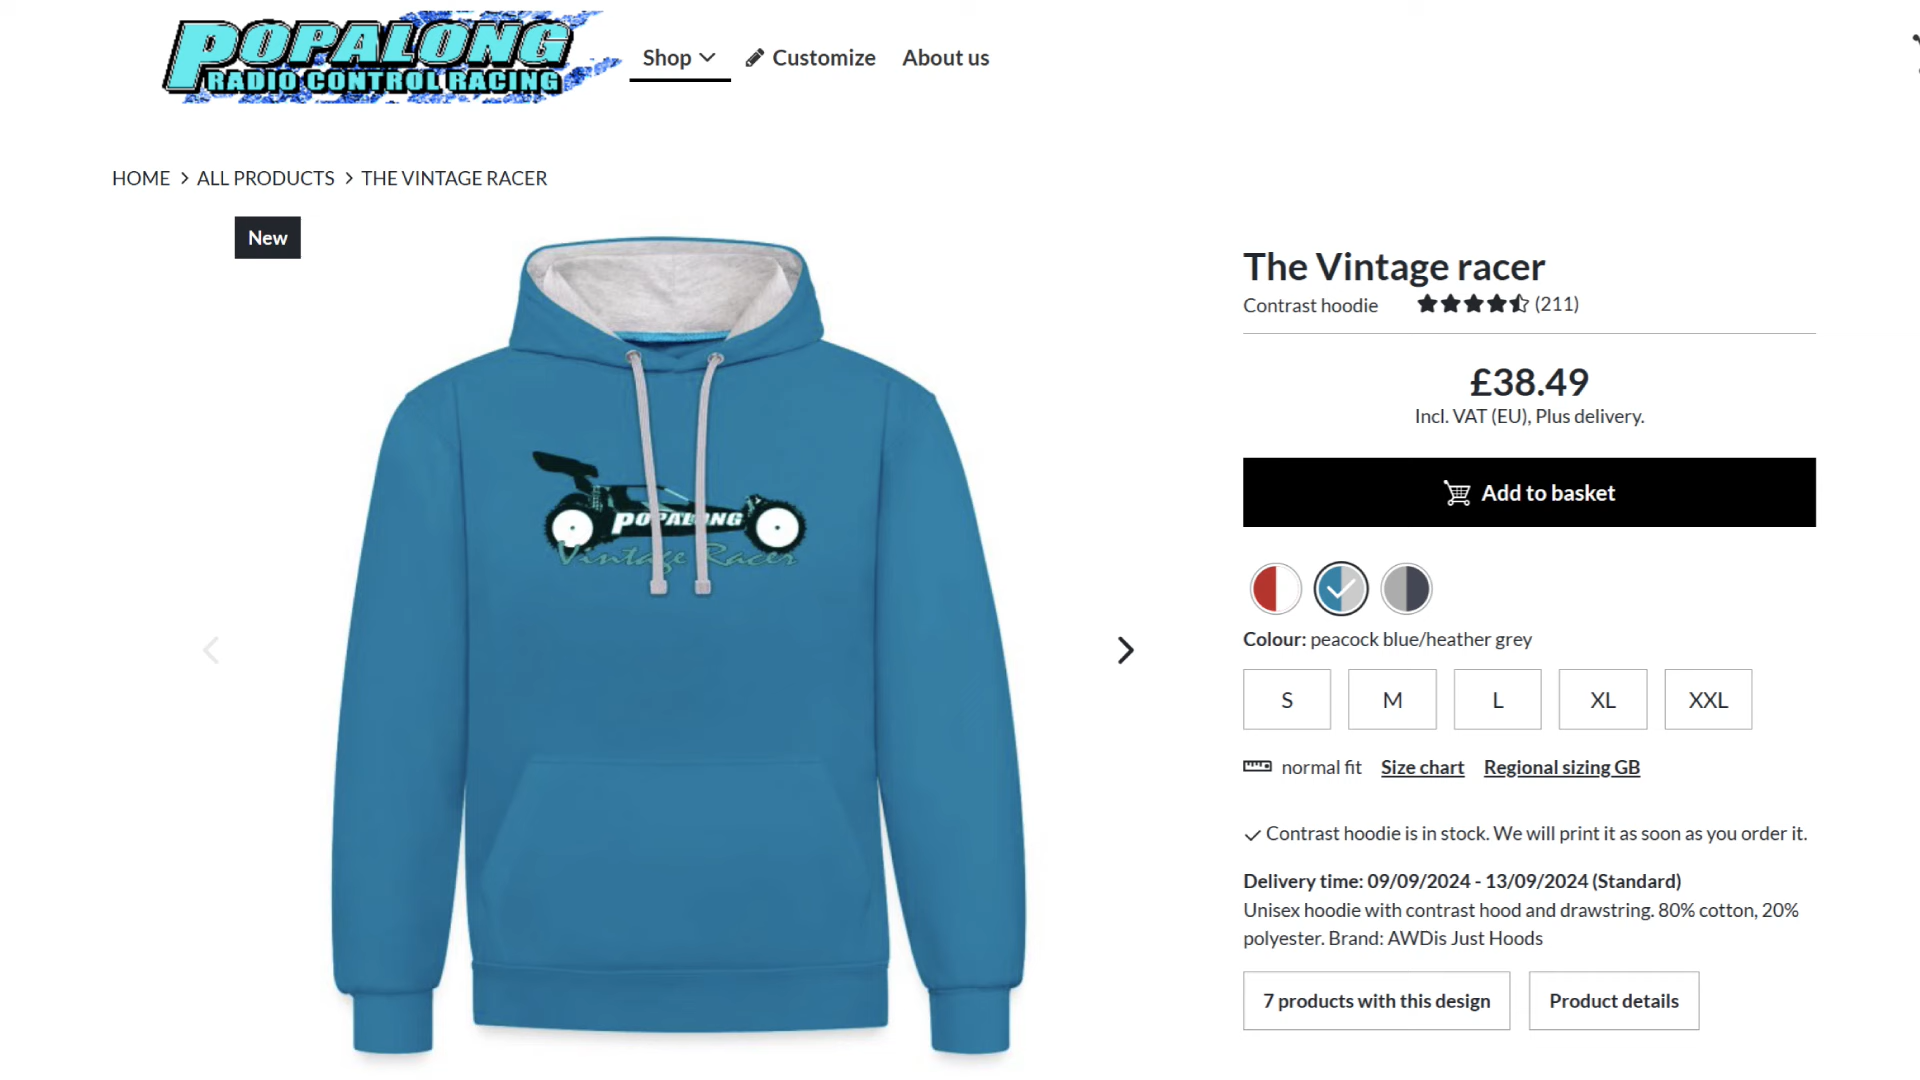 POPALONG
RADIO CONTROL RACING
Shop
Customize
About us
HOME > ALL PRODUCTS > THE VINTAGE RACER
New
POPALONG
Vintage Racer
The Vintage racer
Contrast hoodie
(211)
£38.49
Incl. VAT (EU), Plus delivery.
Add to basket
Colour: peacock blue/heather grey
S
M
L
XL
XXL
normal fit
Size chart
Regional sizing GB
Contrast hoodie is in stock. We will print it as soon as you order it.
Delivery time: 09/09/2024 - 13/09/2024 (Standard)
Unisex hoodie with contrast hood and drawstring. 80% cotton, 20%
polyester. Brand: AWDis Just Hoods
7 products with this design
Product details